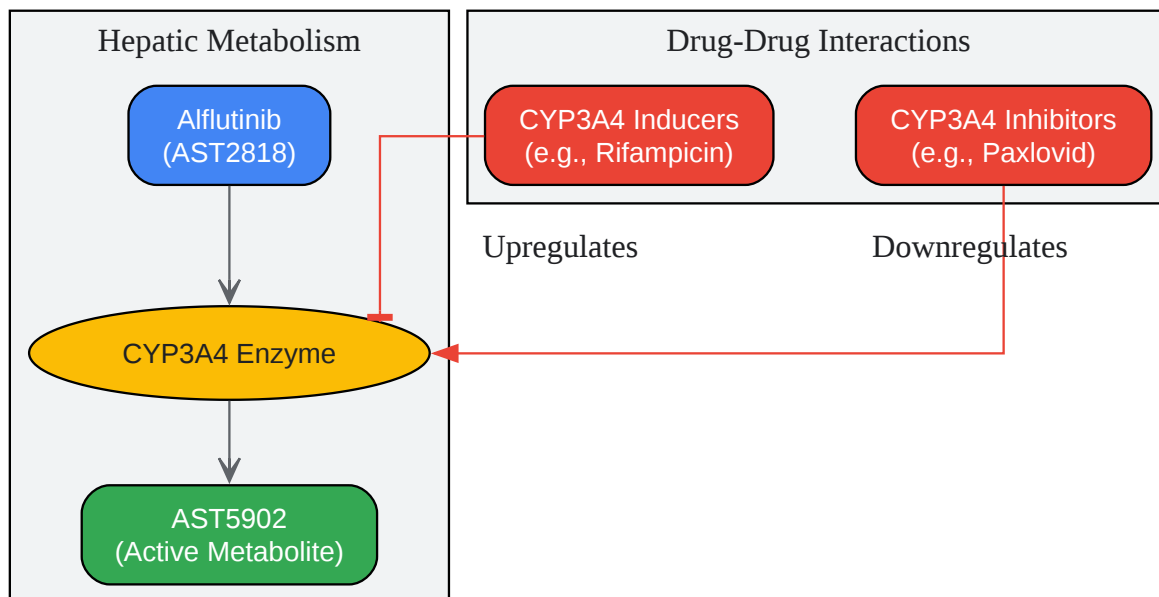 Hepatic Metabolism
Alflutinib
(AST2818)
CYP3A4 Enzyme
AST5902
(Active Metabolite)
Drug-Drug Interactions
CYP3A4 Inducers
(e.g., Rifampicin)
CYP3A4 Inhibitors
(e.g., Paxlovid)
Upregulates
Downregulates